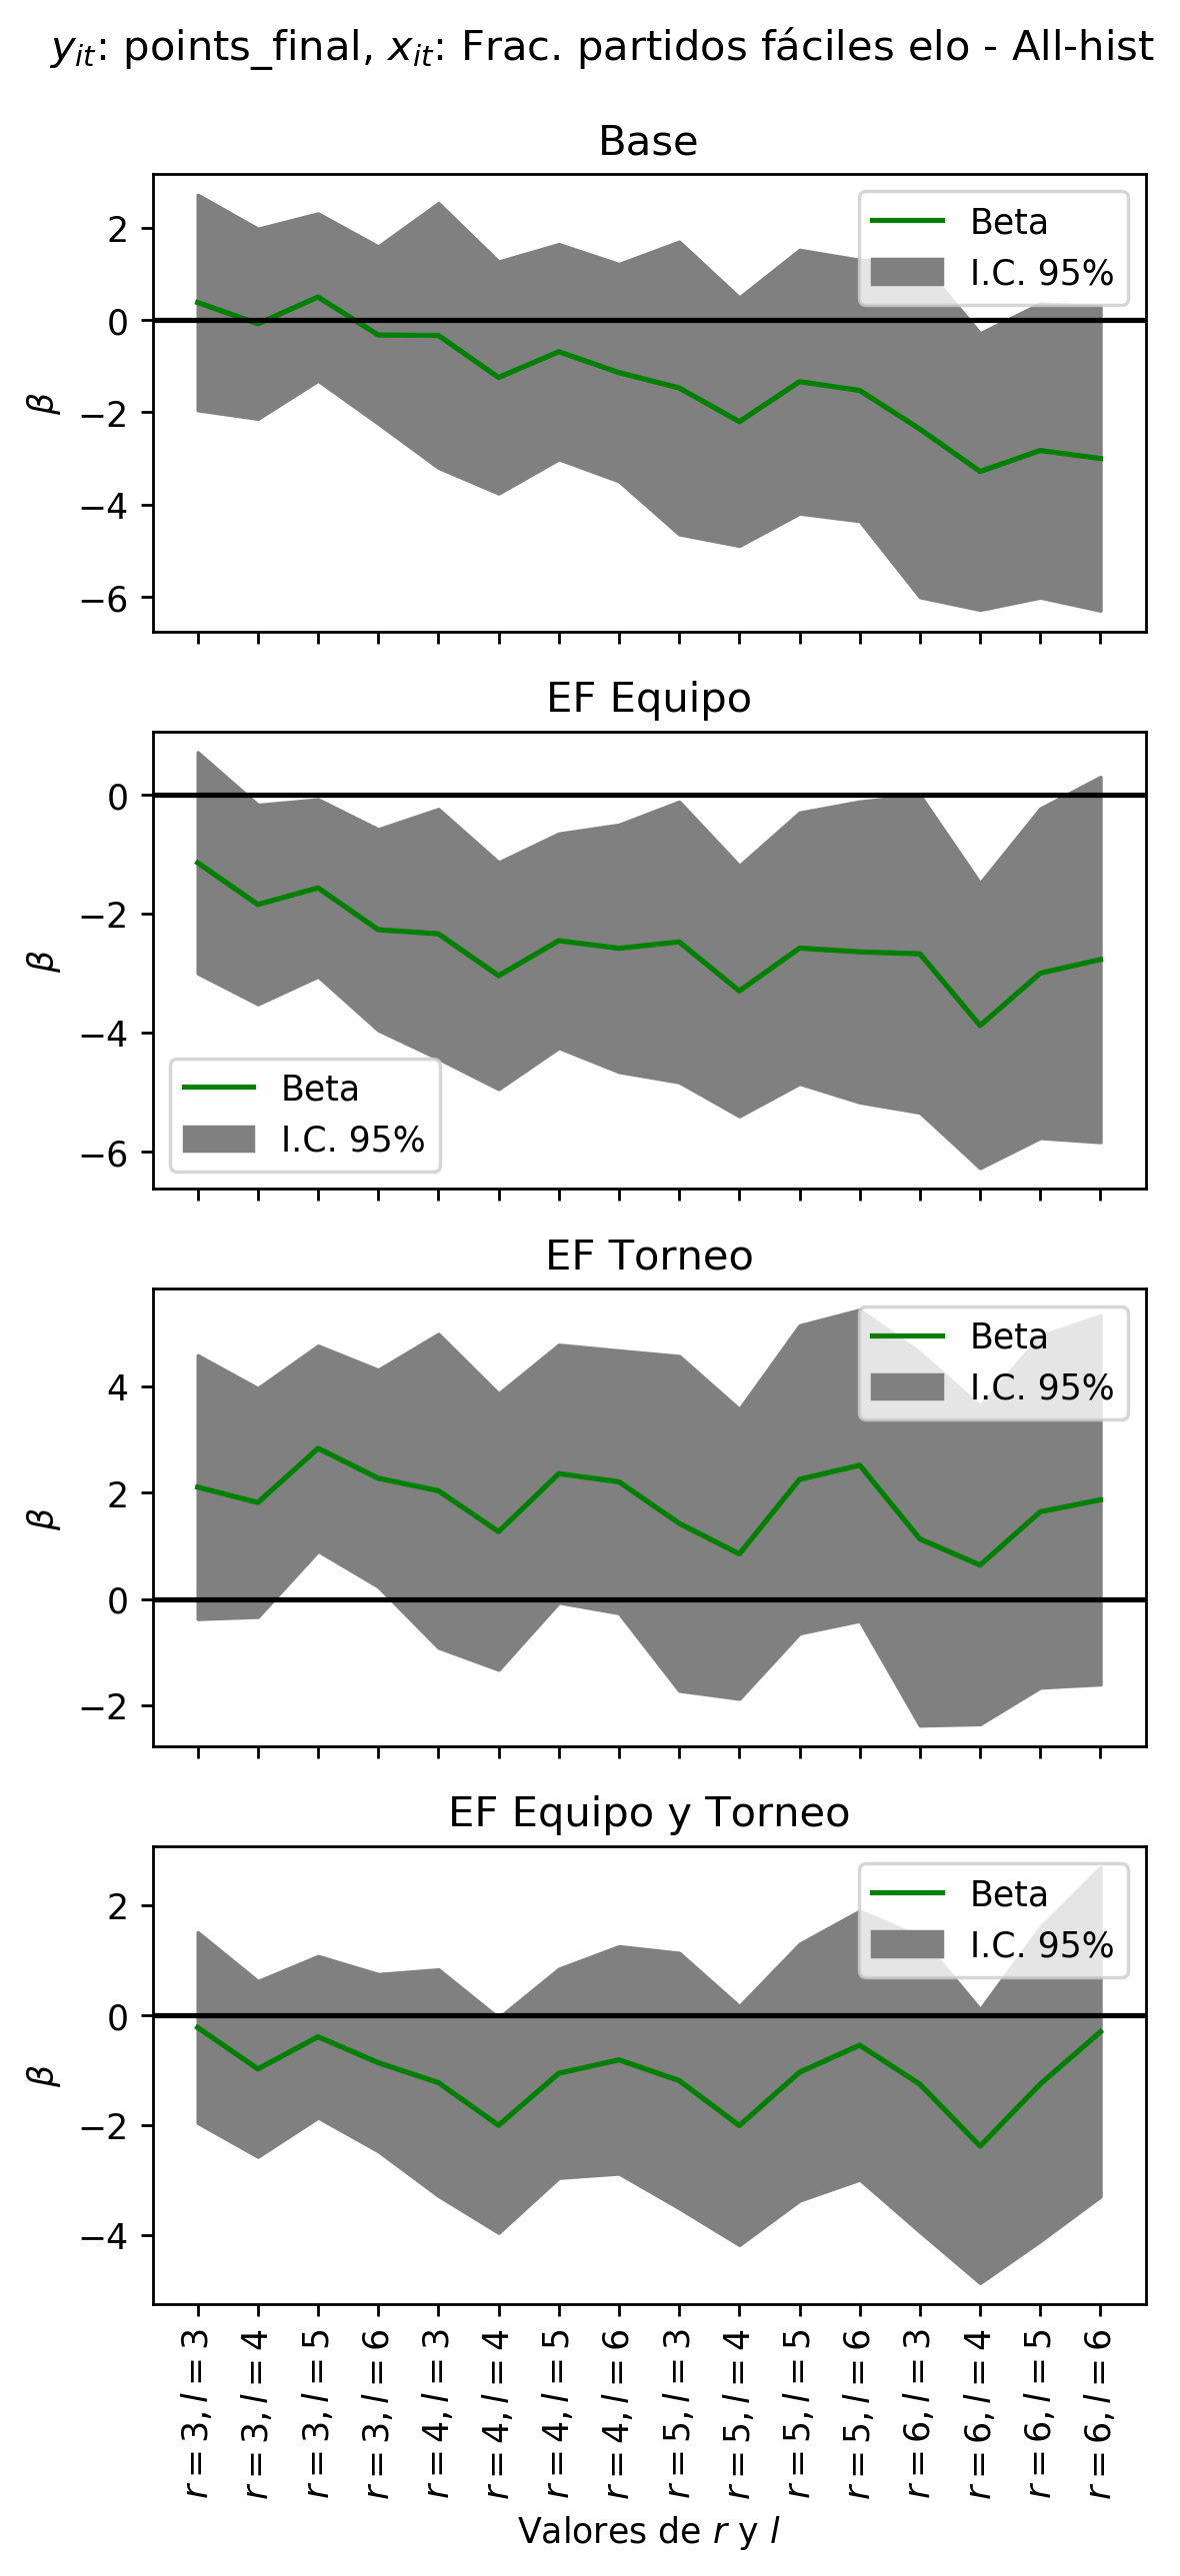 y_it: points_final, x_it: Frac. partidos fáciles elo - All-hist
Base
Beta
I.C. 95%
2
0
−2
−4
−6
β
EF Equipo
0
−2
−4
−6
β
Beta
I.C. 95%
EF Torneo
Beta
I.C. 95%
4
2
0
−2
β
EF Equipo y Torneo
Beta
I.C. 95%
2
0
−2
−4
β
r = 3, l = 3
r = 3, l = 4
r = 3, l = 5
r = 3, l = 6
r = 4, l = 3
r = 4, l = 4
r = 4, l = 5
r = 4, l = 6
r = 5, l = 3
r = 5, l = 4
r = 5, l = 5
r = 5, l = 6
r = 6, l = 3
r = 6, l = 4
r = 6, l = 5
r = 6, l = 6
Valores de r y l